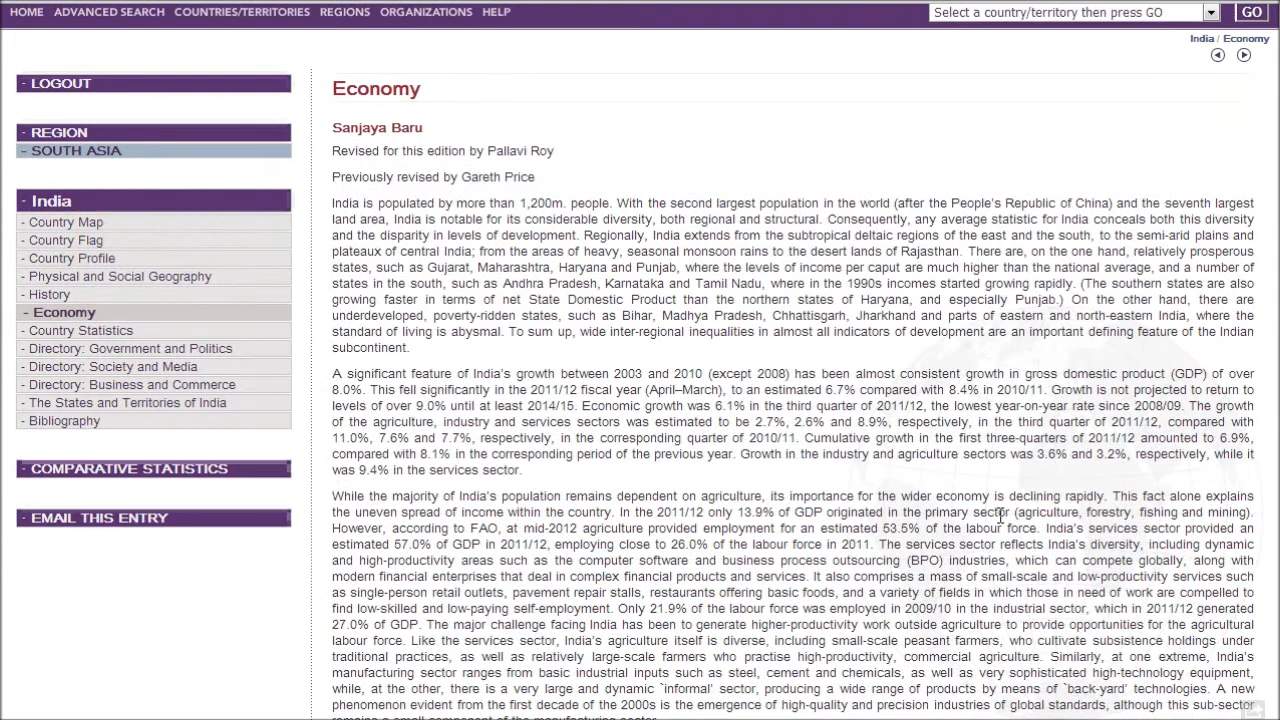 HOME ADVANCED SEARCH COUNTRIES/TERRITORIES REGIONS ORGANIZATIONS HELP
Select a country/territory then press GO GO
India / Economy
- LOGOUT
- REGION
- SOUTH ASIA
- India
- Country Map
- Country Flag
- Country Profile
- Physical and Social Geography
- History
- Economy
- Country Statistics
- Directory: Government and Politics
- Directory: Society and Media
- Directory: Business and Commerce
- The States and Territories of India
- Bibliography
- COMPARATIVE STATISTICS
- EMAIL THIS ENTRY
Economy
Sanjaya Baru
Revised for this edition by Pallavi Roy
Previously revised by Gareth Price
India is populated by more than 1,200m. people. With the second largest population in the world (after the People's Republic of China) and the seventh largest
land area, India is notable for its considerable diversity, both regional and structural. Consequently, any average statistic for India conceals both this diversity
and the disparity in levels of development. Regionally, India extends from the subtropical deltaic regions of the east and the south, to the semi-arid plains and
plateaux of central India; from the areas of heavy, seasonal monsoon rains to the desert lands of Rajasthan. There are, on the one hand, relatively prosperous
states, such as Gujarat, Maharashtra, Haryana and Punjab, where the levels of income per caput are much higher than the national average, and a number of
states in the south, such as Andhra Pradesh, Karnataka and Tamil Nadu, where in the 1990s incomes started growing rapidly. (The southern states are also
growing faster in terms of net State Domestic Product than the northern states of Haryana, and especially Punjab.) On the other hand, there are
underdeveloped, poverty-ridden states, such as Bihar, Madhya Pradesh, Chhattisgarh, Jharkhand and parts of eastern and north-eastern India, where the
standard of living is abysmal. To sum up, wide inter-regional inequalities in almost all indicators of development are an important defining feature of the Indian
subcontinent.
A significant feature of India's growth between 2003 and 2010 (except 2008) has been almost consistent growth in gross domestic product (GDP) of over
8.0%. This fell significantly in the 2011/12 fiscal year (April–March), to an estimated 6.7% compared with 8.4% in 2010/11. Growth is not projected to return to
levels of over 9.0% until at least 2014/15. Economic growth was 6.1% in the third quarter of 2011/12, the lowest year-on-year rate since 2008/09. The growth
of the agriculture, industry and services sectors was estimated to be 2.7%, 2.6% and 8.9%, respectively, in the third quarter of 2011/12, compared with
11.0%, 7.6% and 7.7%, respectively, in the corresponding quarter of 2010/11. Cumulative growth in the first three-quarters of 2011/12 amounted to 6.9%,
compared with 8.1% in the corresponding period of the previous year. Growth in the industry and agriculture sectors was 3.6% and 3.2%, respectively, while it
was 9.4% in the services sector.
While the majority of India's population remains dependent on agriculture, its importance for the wider economy is declining rapidly. This fact alone explains
the uneven spread of income within the country. In the 2011/12 only 13.9% of GDP originated in the primary sector (agriculture, forestry, fishing and mining).
However, according to FAO, at mid-2012 agriculture provided employment for an estimated 53.5% of the labour force. India's services sector provided an
estimated 57.0% of GDP in 2011/12, employing close to 26.0% of the labour force in 2011. The services sector reflects India's diversity, including dynamic
and high-productivity areas such as the computer software and business process outsourcing (BPO) industries, which can compete globally, along with
modern financial enterprises that deal in complex financial products and services. It also comprises a mass of small-scale and low-productivity services such
as single-person retail outlets, pavement repair stalls, restaurants offering basic foods, and a variety of fields in which those in need of work are compelled to
find low-skilled and low-paying self-employment. Only 21.9% of the labour force was employed in 2009/10 in the industrial sector, which in 2011/12 generated
27.0% of GDP. The major challenge facing India has been to generate higher-productivity work outside agriculture to provide opportunities for the agricultural
labour force. Like the services sector, India's agriculture itself is diverse, including small-scale peasant farmers, who cultivate subsistence holdings under
traditional practices, as well as relatively large-scale farmers who practise high-productivity, commercial agriculture. Similarly, at one extreme, India's
manufacturing sector ranges from basic industrial inputs such as steel, cement and chemicals, as well as very sophisticated high-technology equipment,
while, at the other, there is a very large and dynamic `informal' sector, producing a wide range of products by means of `back-yard' technologies. A new
phenomenon evident from the first decade of the 2000s is the emergence of high-quality and precision industries of global standards, although this sub-sector
remains a small component of the manufacturing sector.